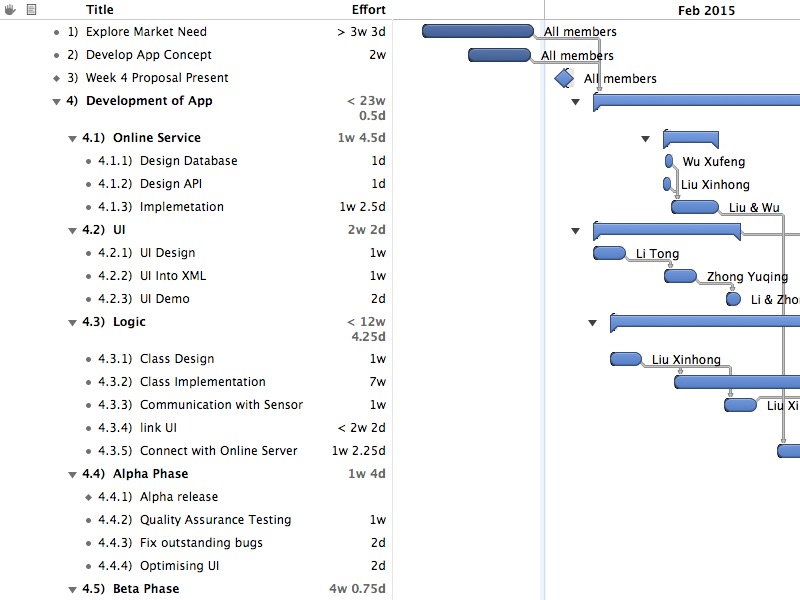 Title Effort Feb 2015
1) Explore Market Need > 3w 3d All members
2) Develop App Concept 2w All members
3) Week 4 Proposal Present All members
4) Development of App < 23w
0.5d
4.1) Online Service 1w 4.5d
4.1.1) Design Database 1d Wu Xufeng
4.1.2) Design API 1d Liu Xinhong
4.1.3) Implemetation 1w 2.5d Liu & Wu
4.2) UI 2w 2d
4.2.1) UI Design 1w Li Tong
4.2.2) UI Into XML 1w Zhong Yuqing
4.2.3) UI Demo 2d Li & Zho
4.3) Logic < 12w
4.25d
4.3.1) Class Design 1w Liu Xinhong
4.3.2) Class Implementation 7w
4.3.3) Communication with Sensor 1w Liu Xi
4.3.4) link UI < 2w 2d
4.3.5) Connect with Online Server 1w 2.25d
4.4) Alpha Phase 1w 4d
4.4.1) Alpha release
4.4.2) Quality Assurance Testing 1w
4.4.3) Fix outstanding bugs 2d
4.4.4) Optimising UI 2d
4.5) Beta Phase 4w 0.75d